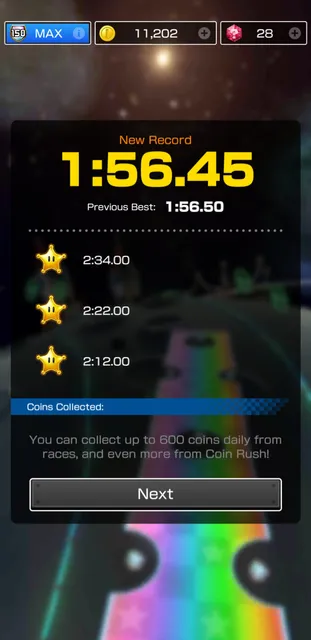 150 MAX i 11,202 + 28 +
New Record
1:56.45
Previous Best: 1:56.50
2:34.00
2:22.00
2:12.00
Coins Collected:
You can collect up to 600 coins daily from
races, and even more from Coin Rush!
Next